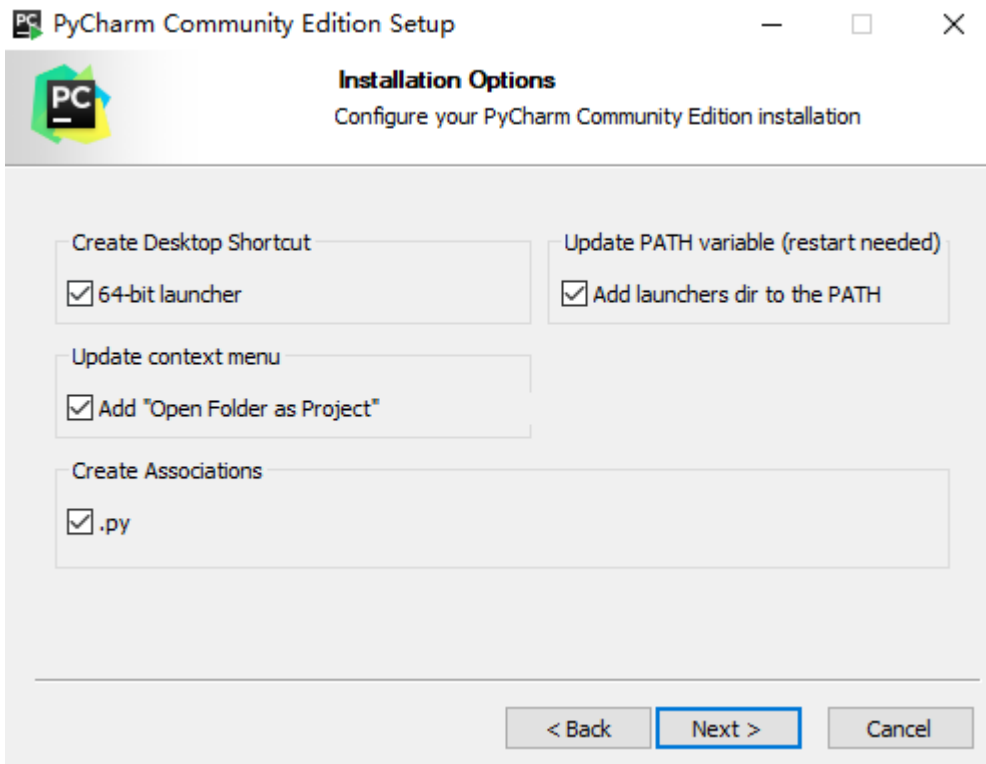 PC PyCharm Community Edition Setup
PC
Installation Options
Configure your PyCharm Community Edition installation
Create Desktop Shortcut
64-bit launcher
Update PATH variable (restart needed)
Add launchers dir to the PATH
Update context menu
Add "Open Folder as Project"
Create Associations
.py
< Back
Next >
Cancel